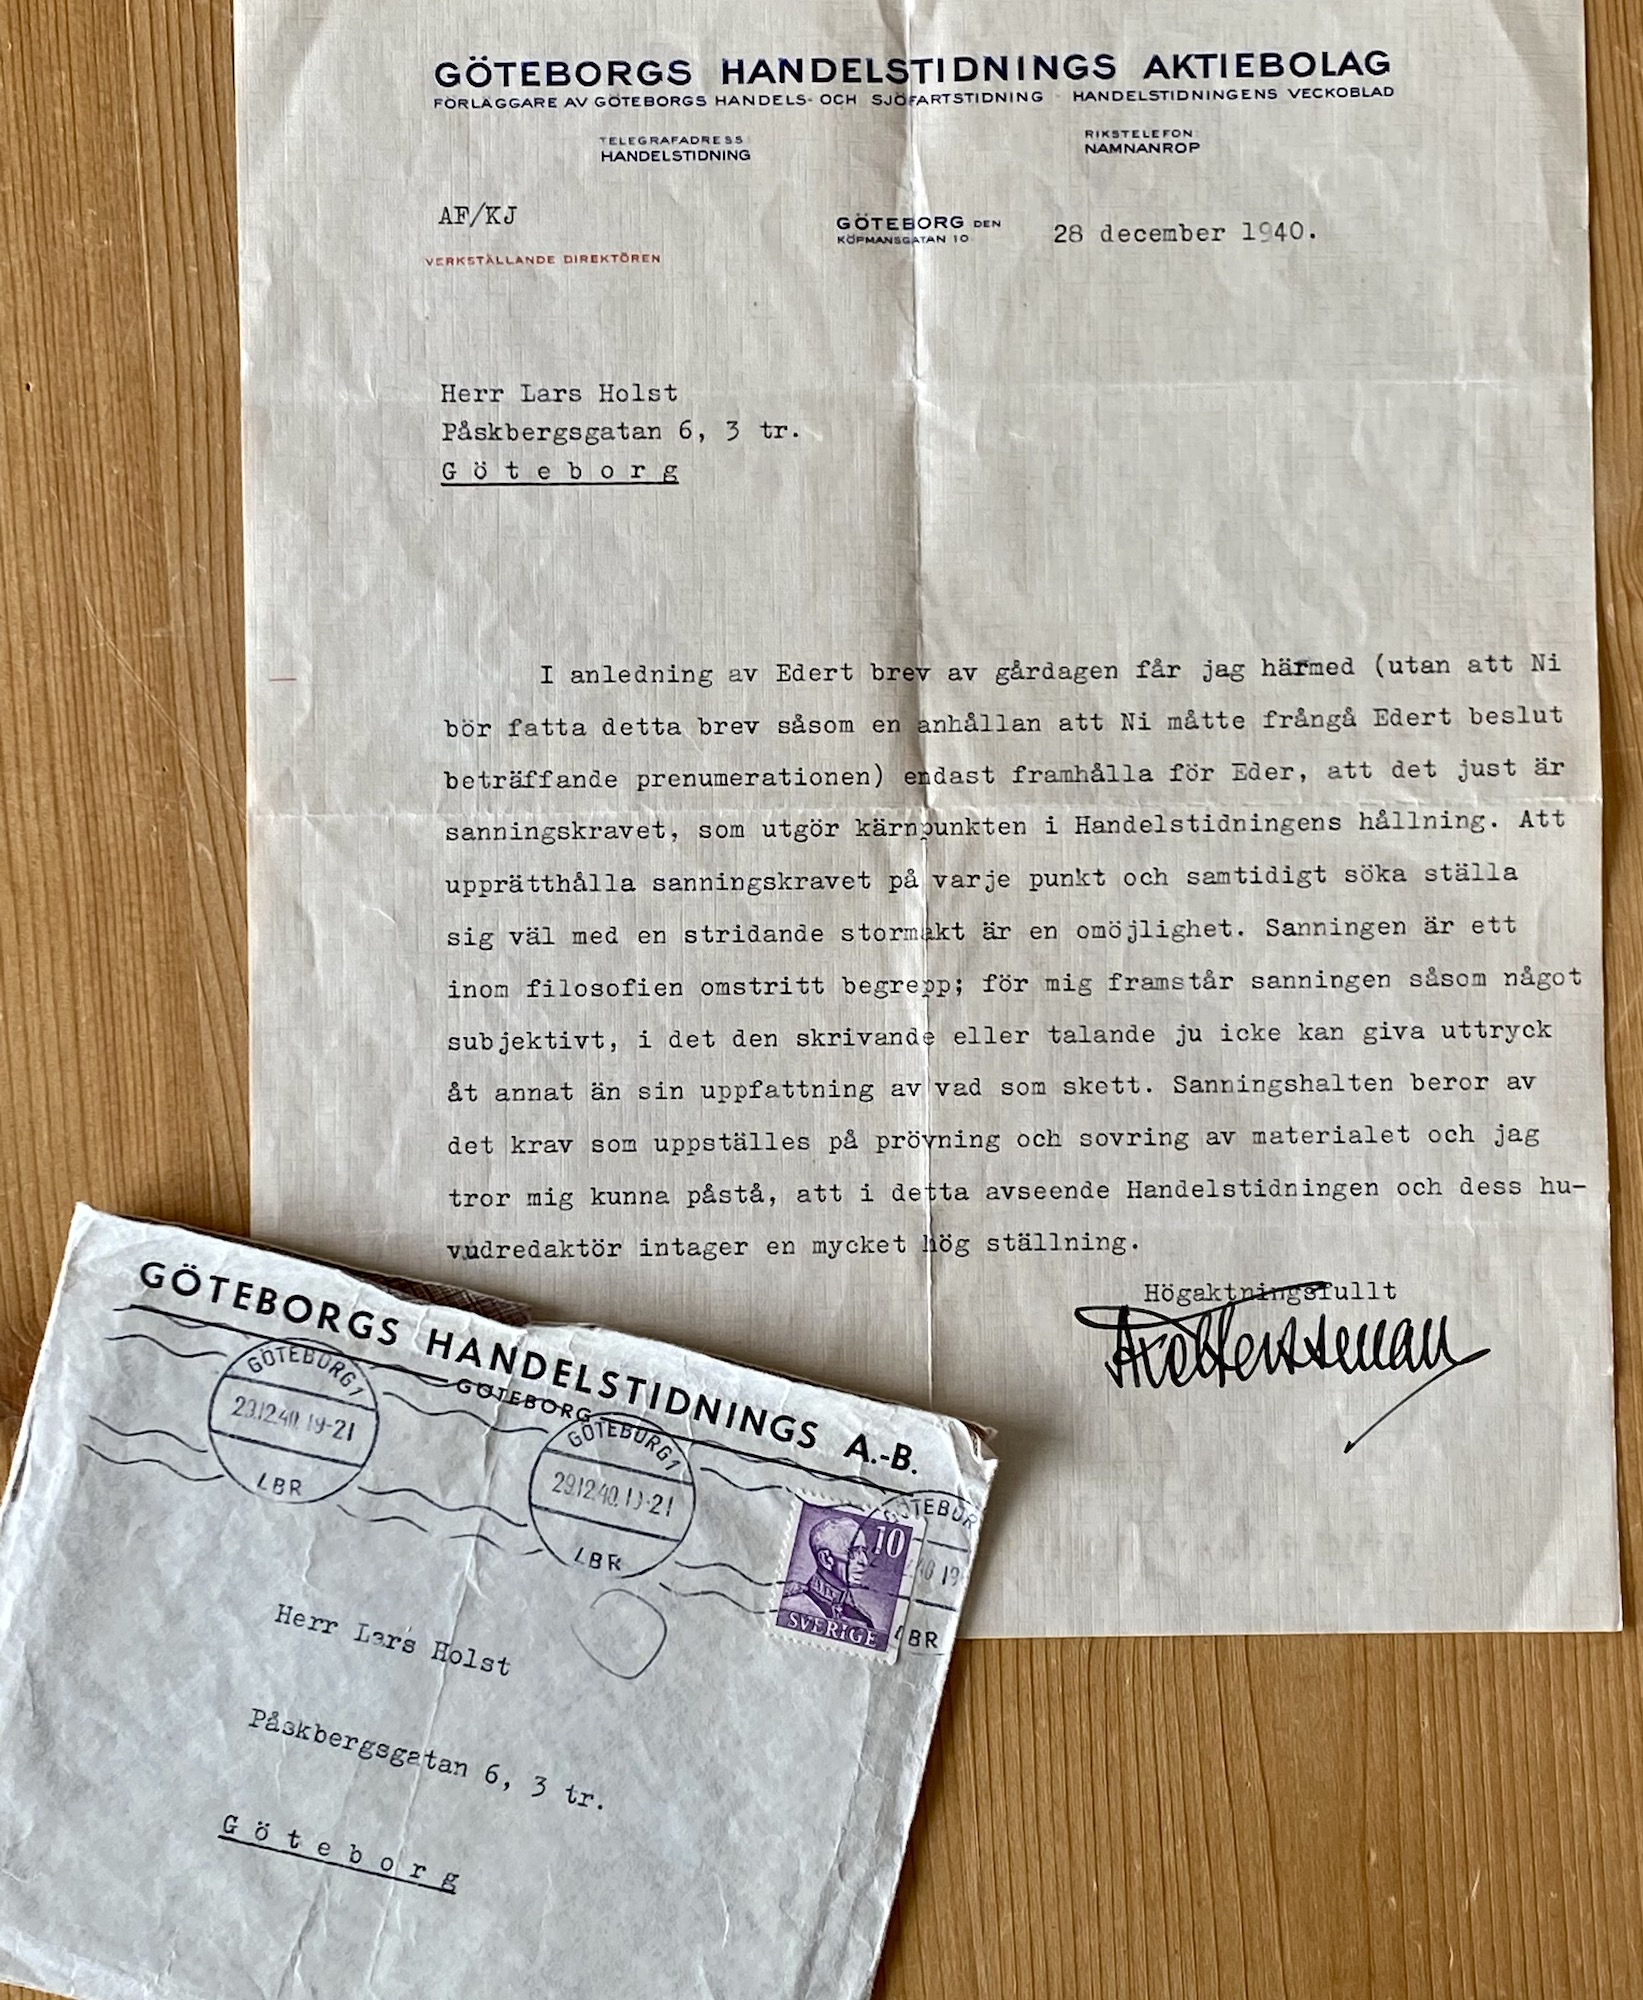 GÖTEBORGS HANDELSTIDNINGS AKTIEBOLAG
FÖRLÄGGARE AV GÖTEBORGS HANDELS- OCH SJÖFARTSTIDNING HANDELSTIDNINGENS VECKOBLAD
TELEGRAFADRESS
HANDELSTIDNING
RIKSTELEFON
NAMNANROP
AF/KJ
VERKSTÄLLANDE DIREKTÖREN
GÖTEBORG DEN
KÖPMANSGATAN 10
28 december 1940.
Herr Lars Holst
Påskbergsgatan 6, 3 tr.
G ö t e b o r g
I anledning av Edert brev av gårdagen får jag härmed (utan att Ni
bör fatta detta brev såsom en anhållan att Ni måtte frångå Edert beslut
beträffande prenumerationen) endast framhålla för Eder, att det just är
sanningskravet, som utgör kärnpunkten i Handelstidningens hållning. Att
upprätthålla sanningskravet på varje punkt och samtidigt söka ställa
sig väl med en stridande stormakt är en omöjlighet. Sanningen är ett
inom filosofien omstritt begrepp; för mig framstår sanningen såsom något
subjektivt, i det den skrivande eller talande ju icke kan giva uttryck
åt annat än sin uppfattning av vad som skett. Sanningshalten beror av
det krav som uppställes på prövning och sovring av materialet och jag
tror mig kunna påstå, att i detta avseende Handelstidningen och dess hu-
vudredaktör intager en mycket hög ställning.
Högaktningsfullt
GÖTEBORGS HANDELSTIDNINGS A.-B.
GÖTEBORG
GÖTEBORG 1
29.12.40. 19-21
LBR
GÖTEBORG 1
29.12.40. 19-21
LBR
GÖTEBOR
40 19
LBR
10
SVERIGE
Herr Lars Holst
Påskbergsgatan 6, 3 tr.
G ö t e b o r g